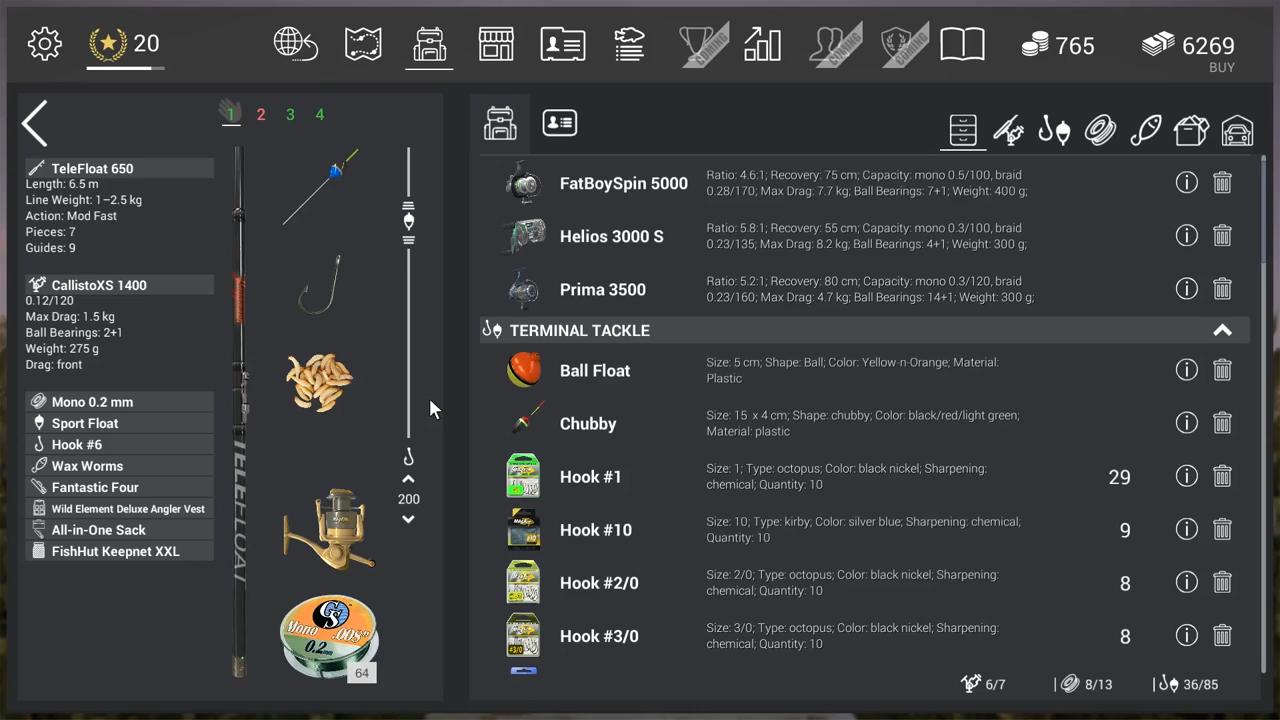 20
COMING
COMING
COMING
765
6269
BUY
1 2 3 4
TeleFloat 650
Length: 6.5 m
Line Weight: 1–2.5 kg
Action: Mod Fast
Pieces: 7
Guides: 9
CallistoXS 1400
0.12/120
Max Drag: 1.5 kg
Ball Bearings: 2+1
Weight: 275 g
Drag: front
Mono 0.2 mm
Sport Float
Hook #6
Wax Worms
Fantastic Four
Wild Element Deluxe Angler Vest
All-in-One Sack
FishHut Keepnet XXL
TELEFLOAT
200
GS
Mono .008"
0.2mm
64
FatBoySpin 5000
Ratio: 4.6:1; Recovery: 75 cm; Capacity: mono 0.5/100, braid
0.28/170; Max Drag: 7.7 kg; Ball Bearings: 7+1; Weight: 400 g;
Helios 3000 S
Ratio: 5.8:1; Recovery: 55 cm; Capacity: mono 0.3/100, braid
0.23/135; Max Drag: 8.2 kg; Ball Bearings: 4+1; Weight: 300 g;
Prima 3500
Ratio: 5.2:1; Recovery: 80 cm; Capacity: mono 0.3/120, braid
0.23/160; Max Drag: 4.7 kg; Ball Bearings: 14+1; Weight: 300 g;
TERMINAL TACKLE
Ball Float
Size: 5 cm; Shape: Ball; Color: Yellow-n-Orange; Material:
Plastic
Chubby
Size: 15 x 4 cm; Shape: chubby; Color: black/red/light green;
Material: plastic
Hook #1
Size: 1; Type: octopus; Color: black nickel; Sharpening:
chemical; Quantity: 10
29
Hook #10
Size: 10; Type: kirby; Color: silver blue; Sharpening: chemical;
Quantity: 10
9
Hook #2/0
Size: 2/0; Type: octopus; Color: black nickel; Sharpening:
chemical; Quantity: 10
8
Hook #3/0
Size: 3/0; Type: octopus; Color: black nickel; Sharpening:
chemical; Quantity: 10
8
6/7
8/13
36/85